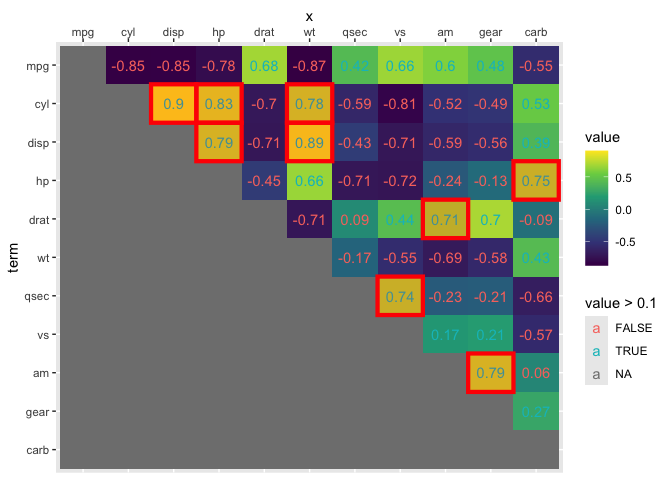 x
mpg cyl disp hp drat wt qsec vs am gear carb
mpg -0.85 -0.85 -0.78 0.68 -0.87 0.42 0.66 0.6 0.48 -0.55
cyl 0.9 0.83 -0.7 0.78 -0.59 -0.81 -0.52 -0.49 0.53
disp 0.79 -0.71 0.89 -0.43 -0.71 -0.59 -0.56 0.39
hp -0.45 0.66 -0.71 -0.72 -0.24 -0.13 0.75
drat -0.71 0.09 0.44 0.71 0.7 -0.09
wt -0.17 -0.55 -0.69 -0.58 0.43
qsec 0.74 -0.23 -0.21 -0.66
vs 0.17 0.21 -0.57
am 0.79 0.06
gear 0.27
carb
term
value
0.5
0.0
-0.5
value > 0.1
a FALSE
a TRUE
a NA